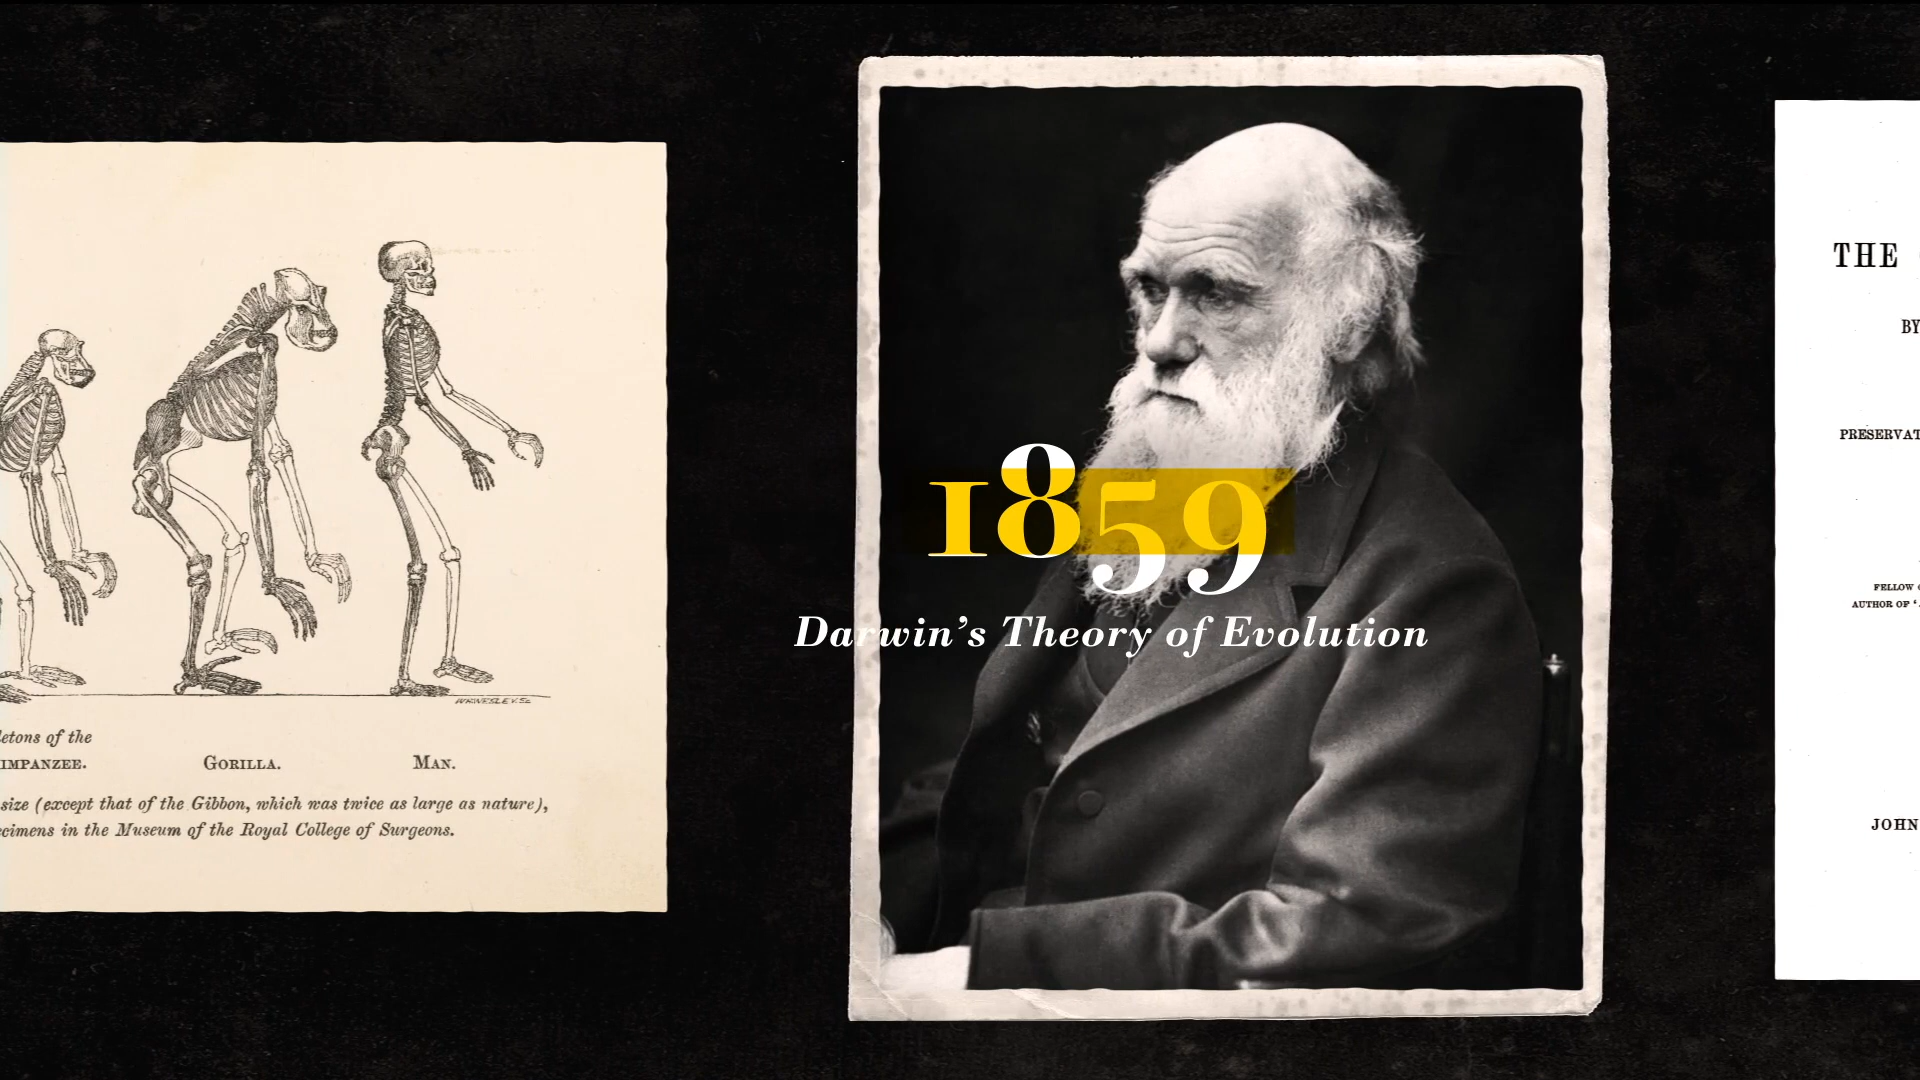 etons of the
IMPANZEE.
GORILLA.
MAN.
size (except that of the Gibbon, which was twice as large as nature),
ecimens in the Museum of the Royal College of Surgeons.
1859
Darwin's Theory of Evolution
THE
BY
PRESERVAT
FELLOW
AUTHOR OF '
JOHN